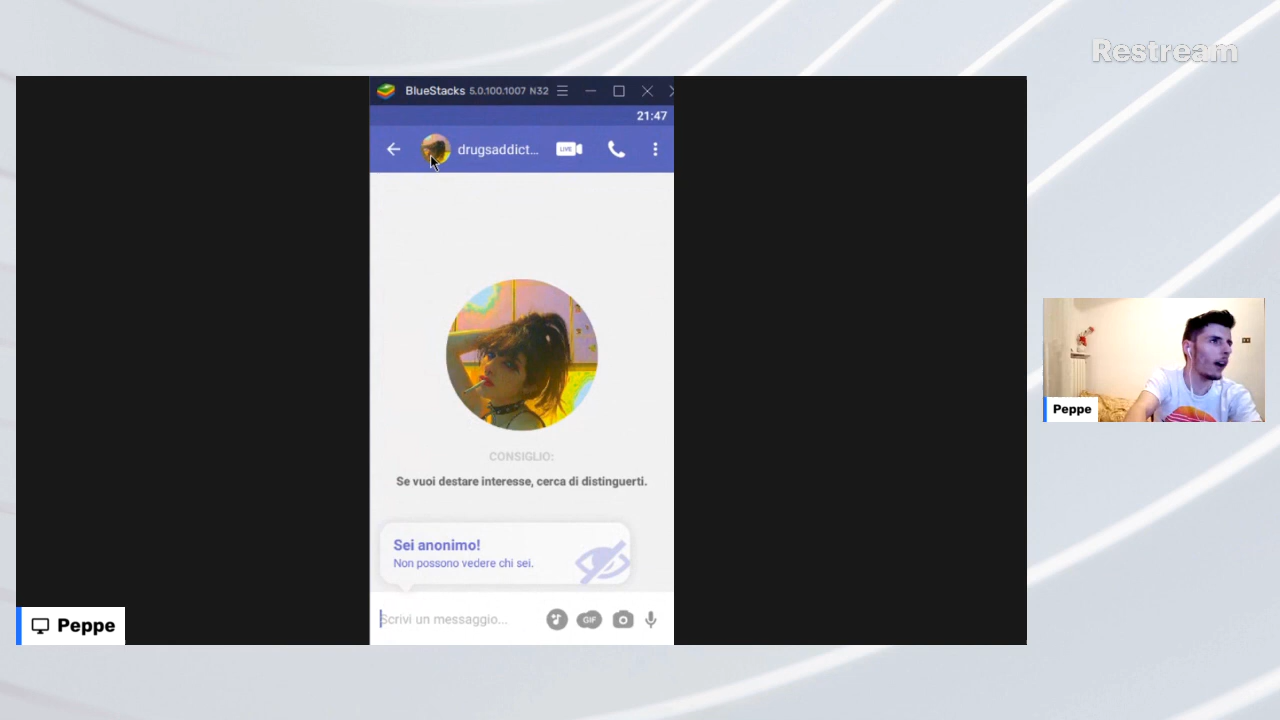 Restream
BlueStacks 5.0.100.1007 N32
21:47
drugsaddict...
LIVE
CONSIGLIO:
Se vuoi destare interesse, cerca di distinguerti.
Sei anonimo!
Non possono vedere chi sei.
Scrivi un messaggio...
GIF
Peppe
Peppe